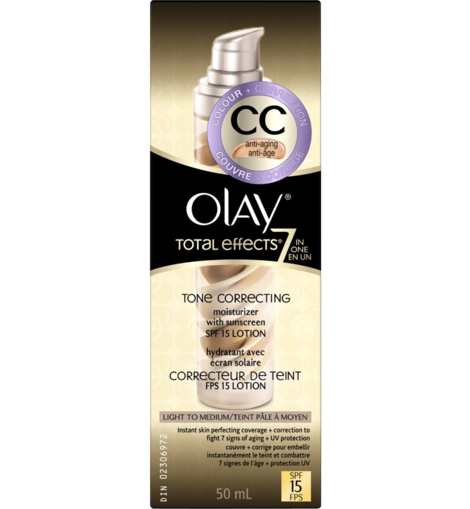 COLOUR + CORRECTION
CC
anti-aging
anti-âge
COUVRE + CORRIGE
OLAY®
TOTAL effects® 7 IN ONE EN UN
TONE CORRECTING
moisturizer
with sunscreen
SPF 15 LOTION
hydratant avec
écran solaire
CORRECTEUR DE TEINT
FPS 15 LOTION
LIGHT TO MEDIUM/TEINT PÂLE À MOYEN
Instant skin perfecting coverage + correction to
fight 7 signs of aging + UV protection
couvre + corrige pour embellir
instantanément le teint et combattre
7 signes de l'âge + protection UV
DIN 02306972
50 mL
SPF
15
FPS